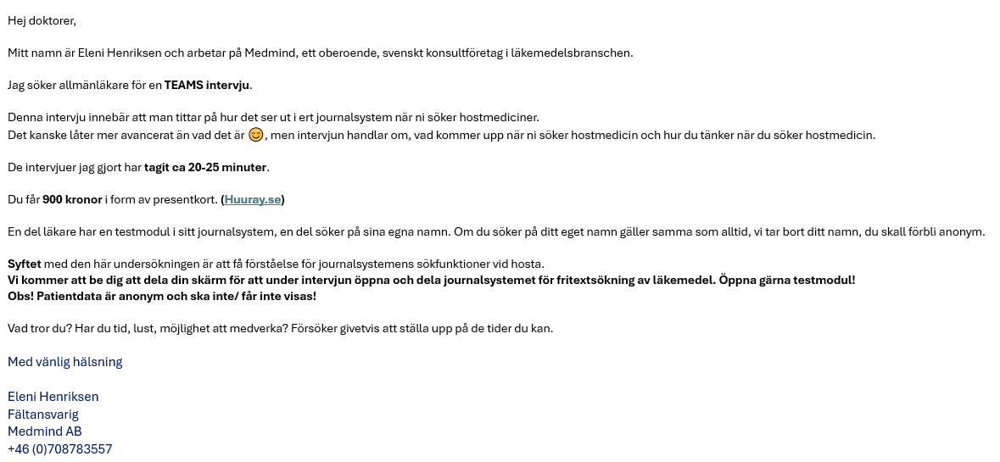 Hej doktorer,
Mitt namn är Eleni Henriksen och arbetar på Medmind, ett oberoende, svenskt konsultföretag i läkemedelsbranschen.
Jag söker allmänläkare för en TEAMS intervju.
Denna intervju innebär att man tittar på hur det ser ut i ert journalsystem när ni söker hostmediciner.
Det kanske låter mer avancerat än vad det är 😊, men intervjun handlar om, vad kommer upp när ni söker hostmedicin och hur du tänker när du söker hostmedicin.
De intervjuer jag gjort har tagit ca 20-25 minuter.
Du får 900 kronor i form av presentkort. (Huuray.se)
En del läkare har en testmodul i sitt journalsystem, en del söker på sina egna namn. Om du söker på ditt eget namn gäller samma som alltid, vi tar bort ditt namn, du skall förbli anonym.
Syftet med den här undersökningen är att få förståelse för journalsystemens sökfunktioner vid hosta.
Vi kommer att be dig att dela din skärm för att under intervjun öppna och dela journalsystemet för fritextsökning av läkemedel. Öppna gärna testmodul!
Obs! Patientdata är anonym och ska inte/ får inte visas!
Vad tror du? Har du tid, lust, möjlighet att medverka? Försöker givetvis att ställa upp på de tider du kan.
Med vänlig hälsning
Eleni Henriksen
Fältansvarig
Medmind AB
+46 (0)708783557